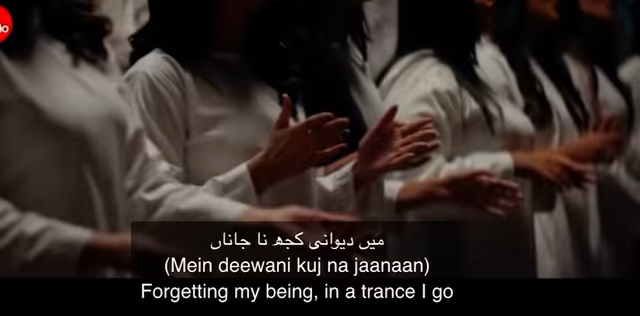 میں دیوانی کجھ نا جاناں
(Mein deewani kuj na jaanaan)
Forgetting my being, in a trance I go